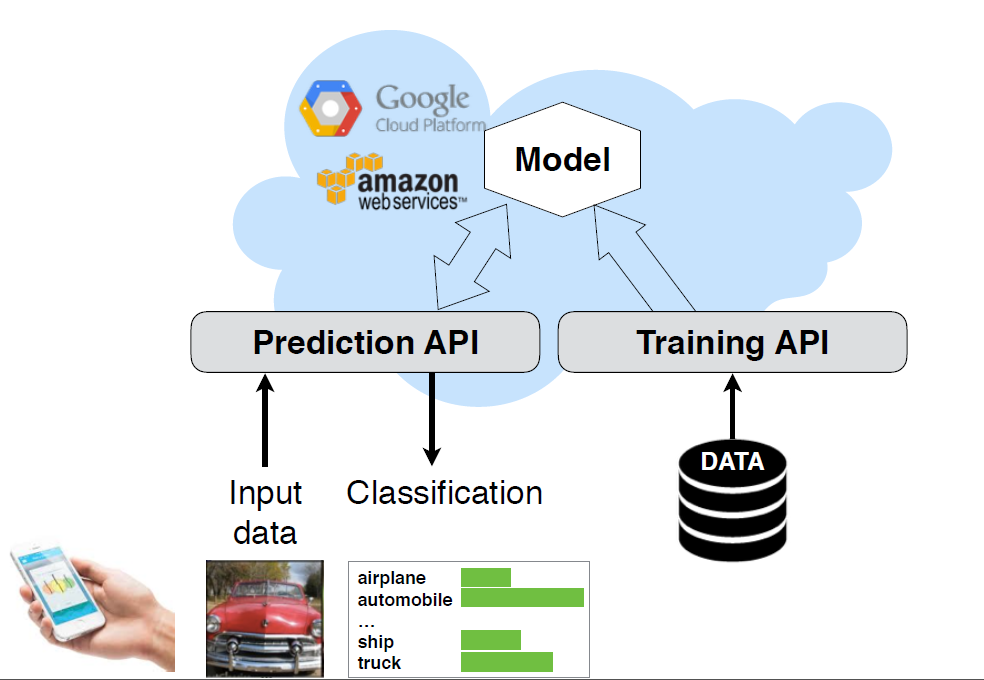 Google
Cloud Platform
amazon
web services™
Model
Prediction API
Training API
Input
data
Classification
DATA
airplane
automobile
...
ship
truck